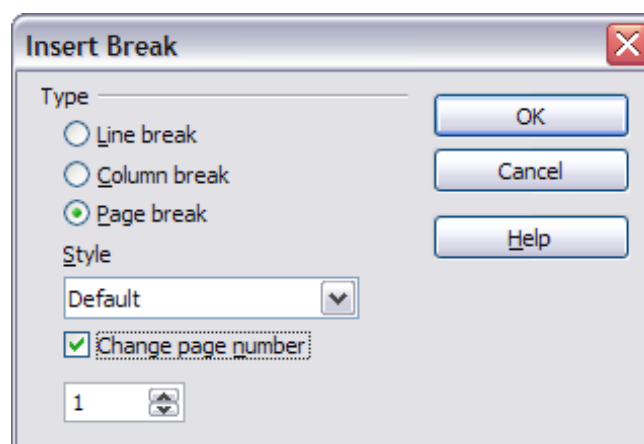 Insert Break
Type
Line break
Column break
Page break
Style
Default
Change page number
1
OK
Cancel
Help